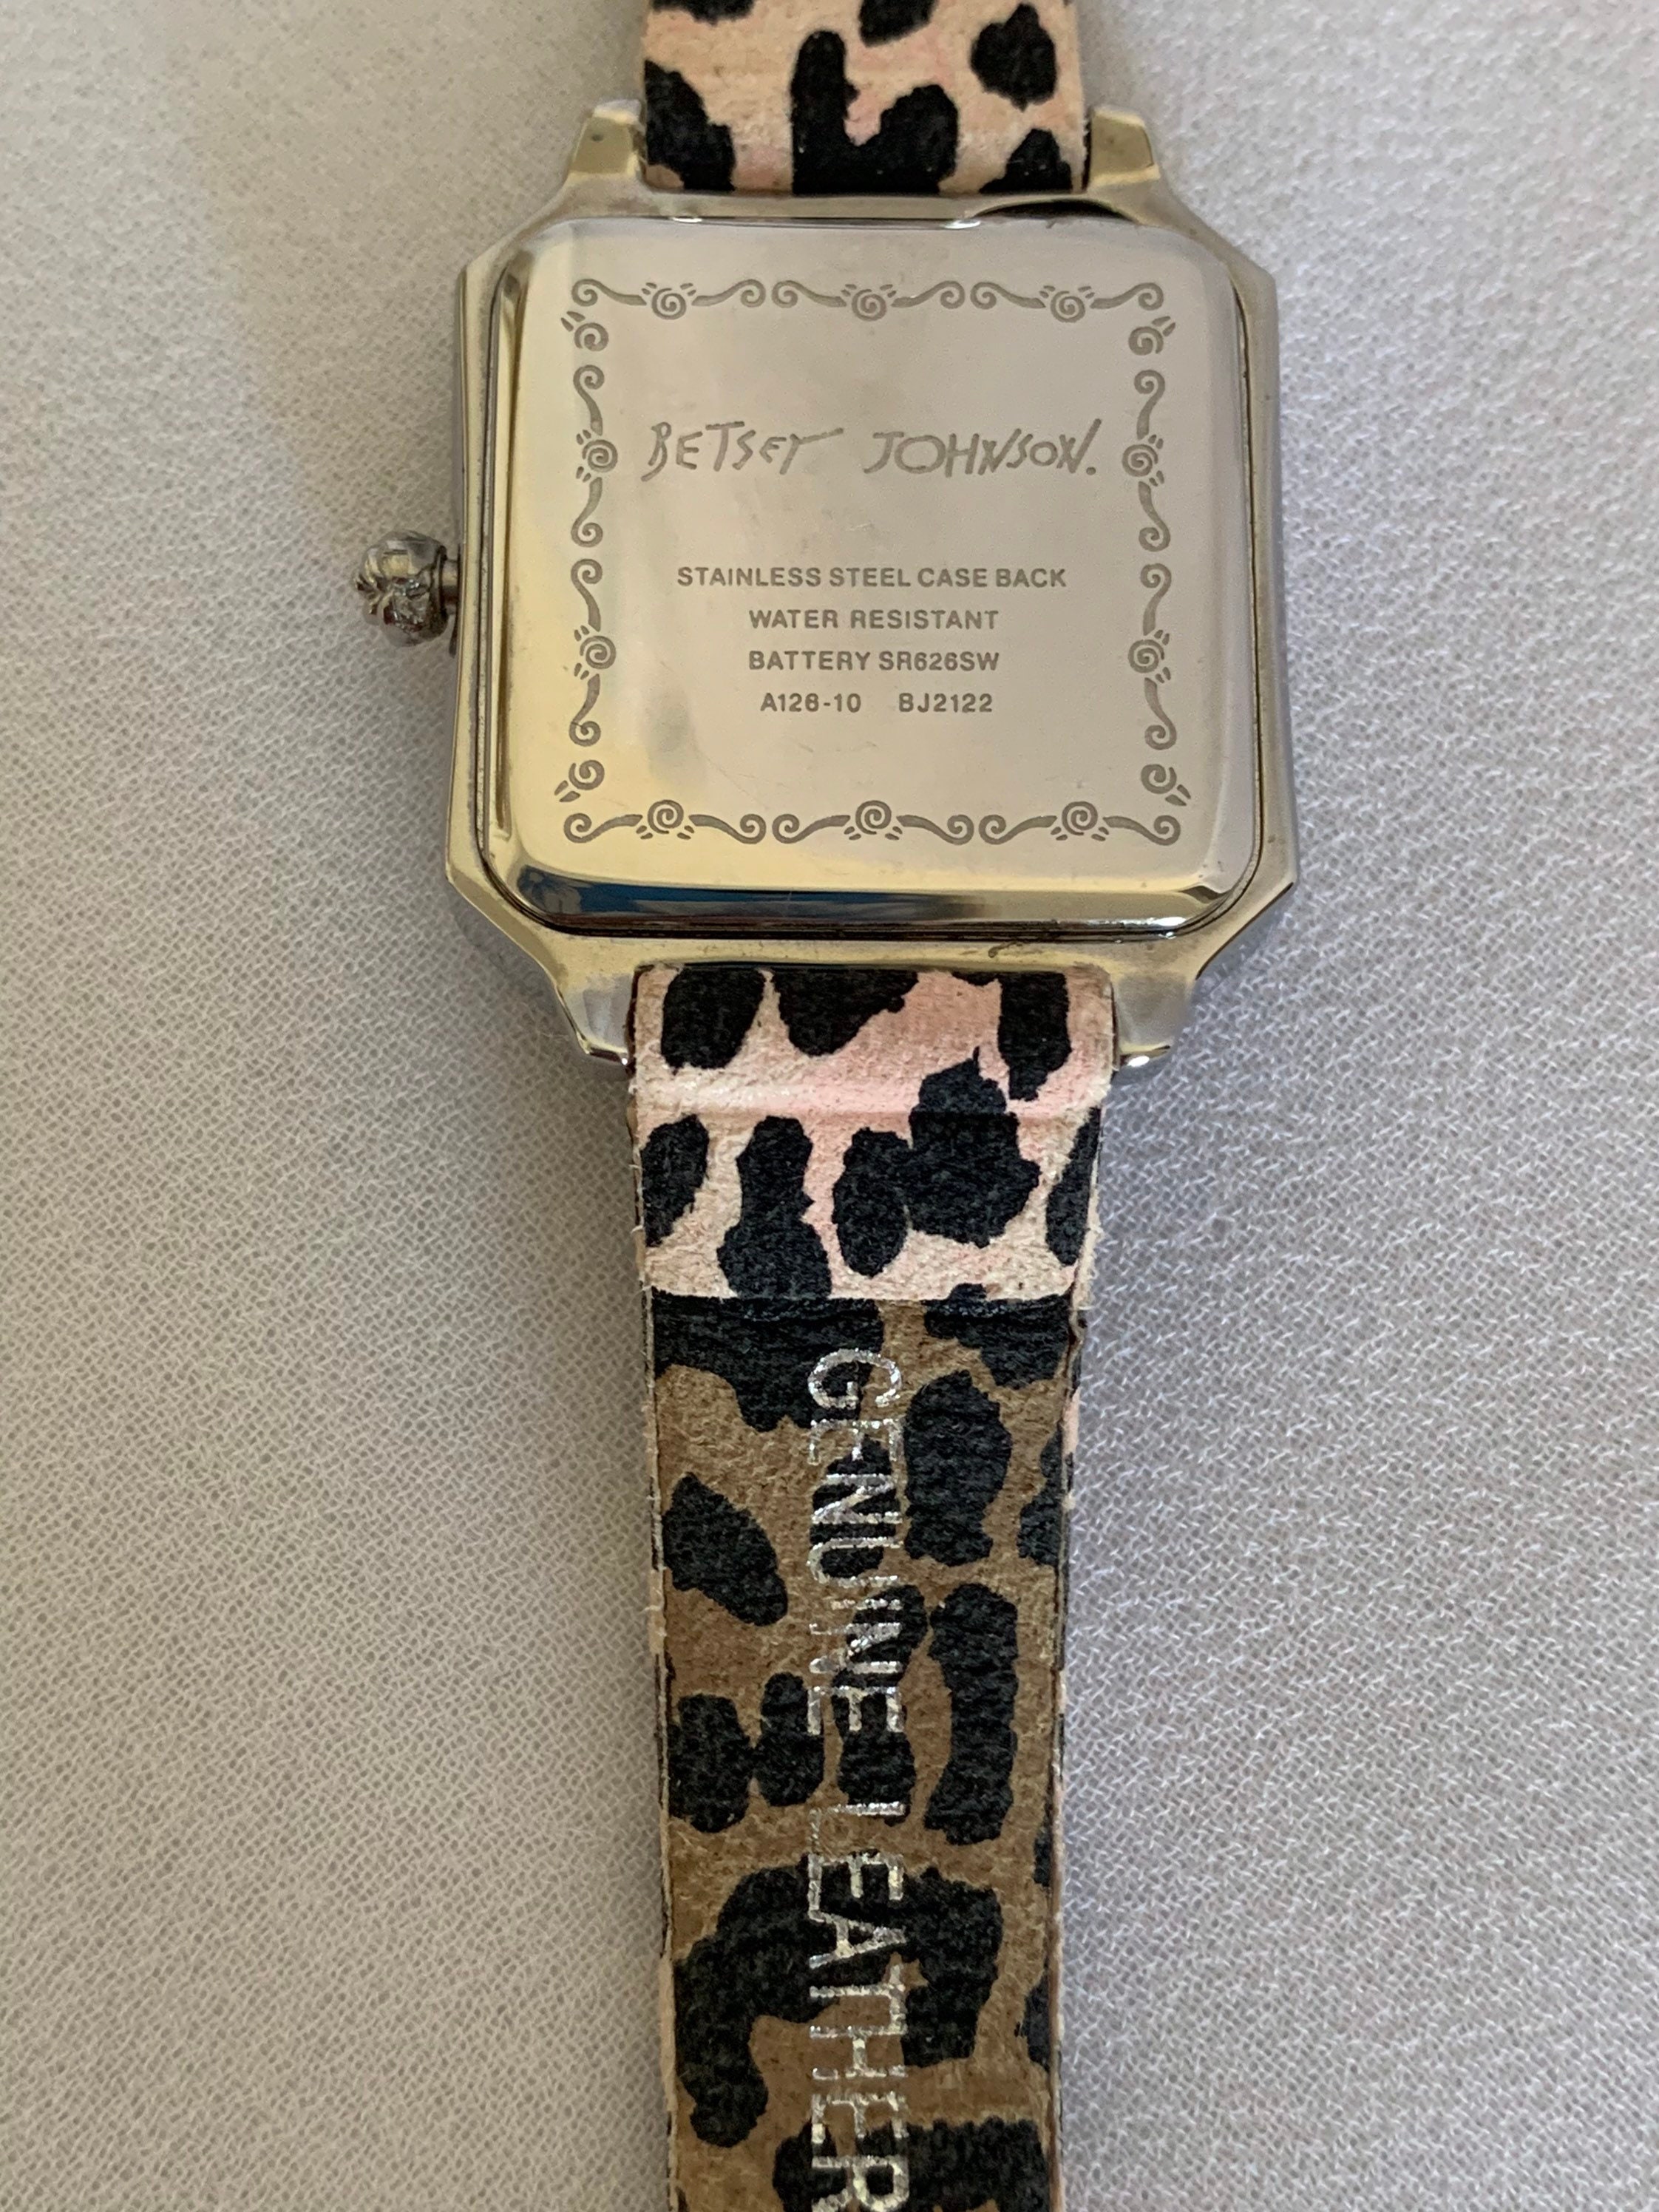 BETSEY JOHNSON.
STAINLESS STEEL CASE BACK
WATER RESISTANT
BATTERY SR626SW
A126-10 BJ2122
GENUINE LEATHER